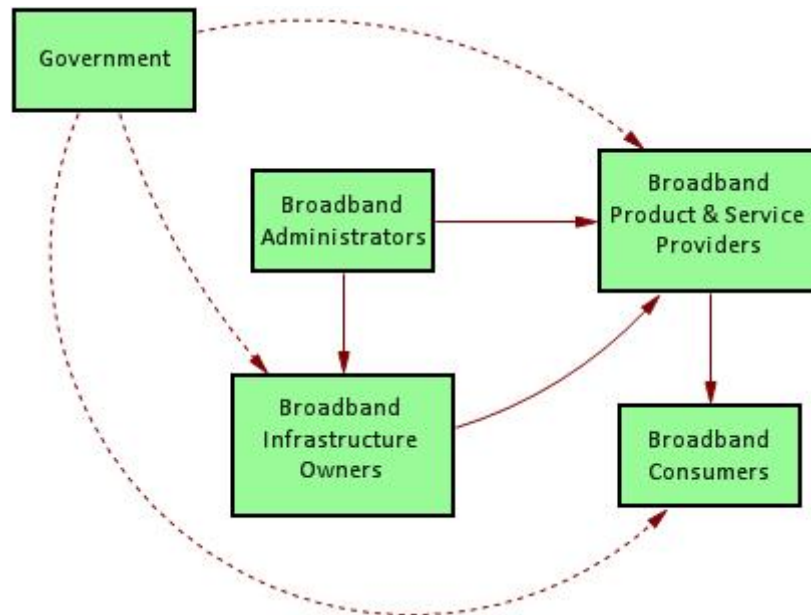 Government
Broadband
Administrators
Broadband
Product & Service
Providers
Broadband
Infrastructure
Owners
Broadband
Consumers